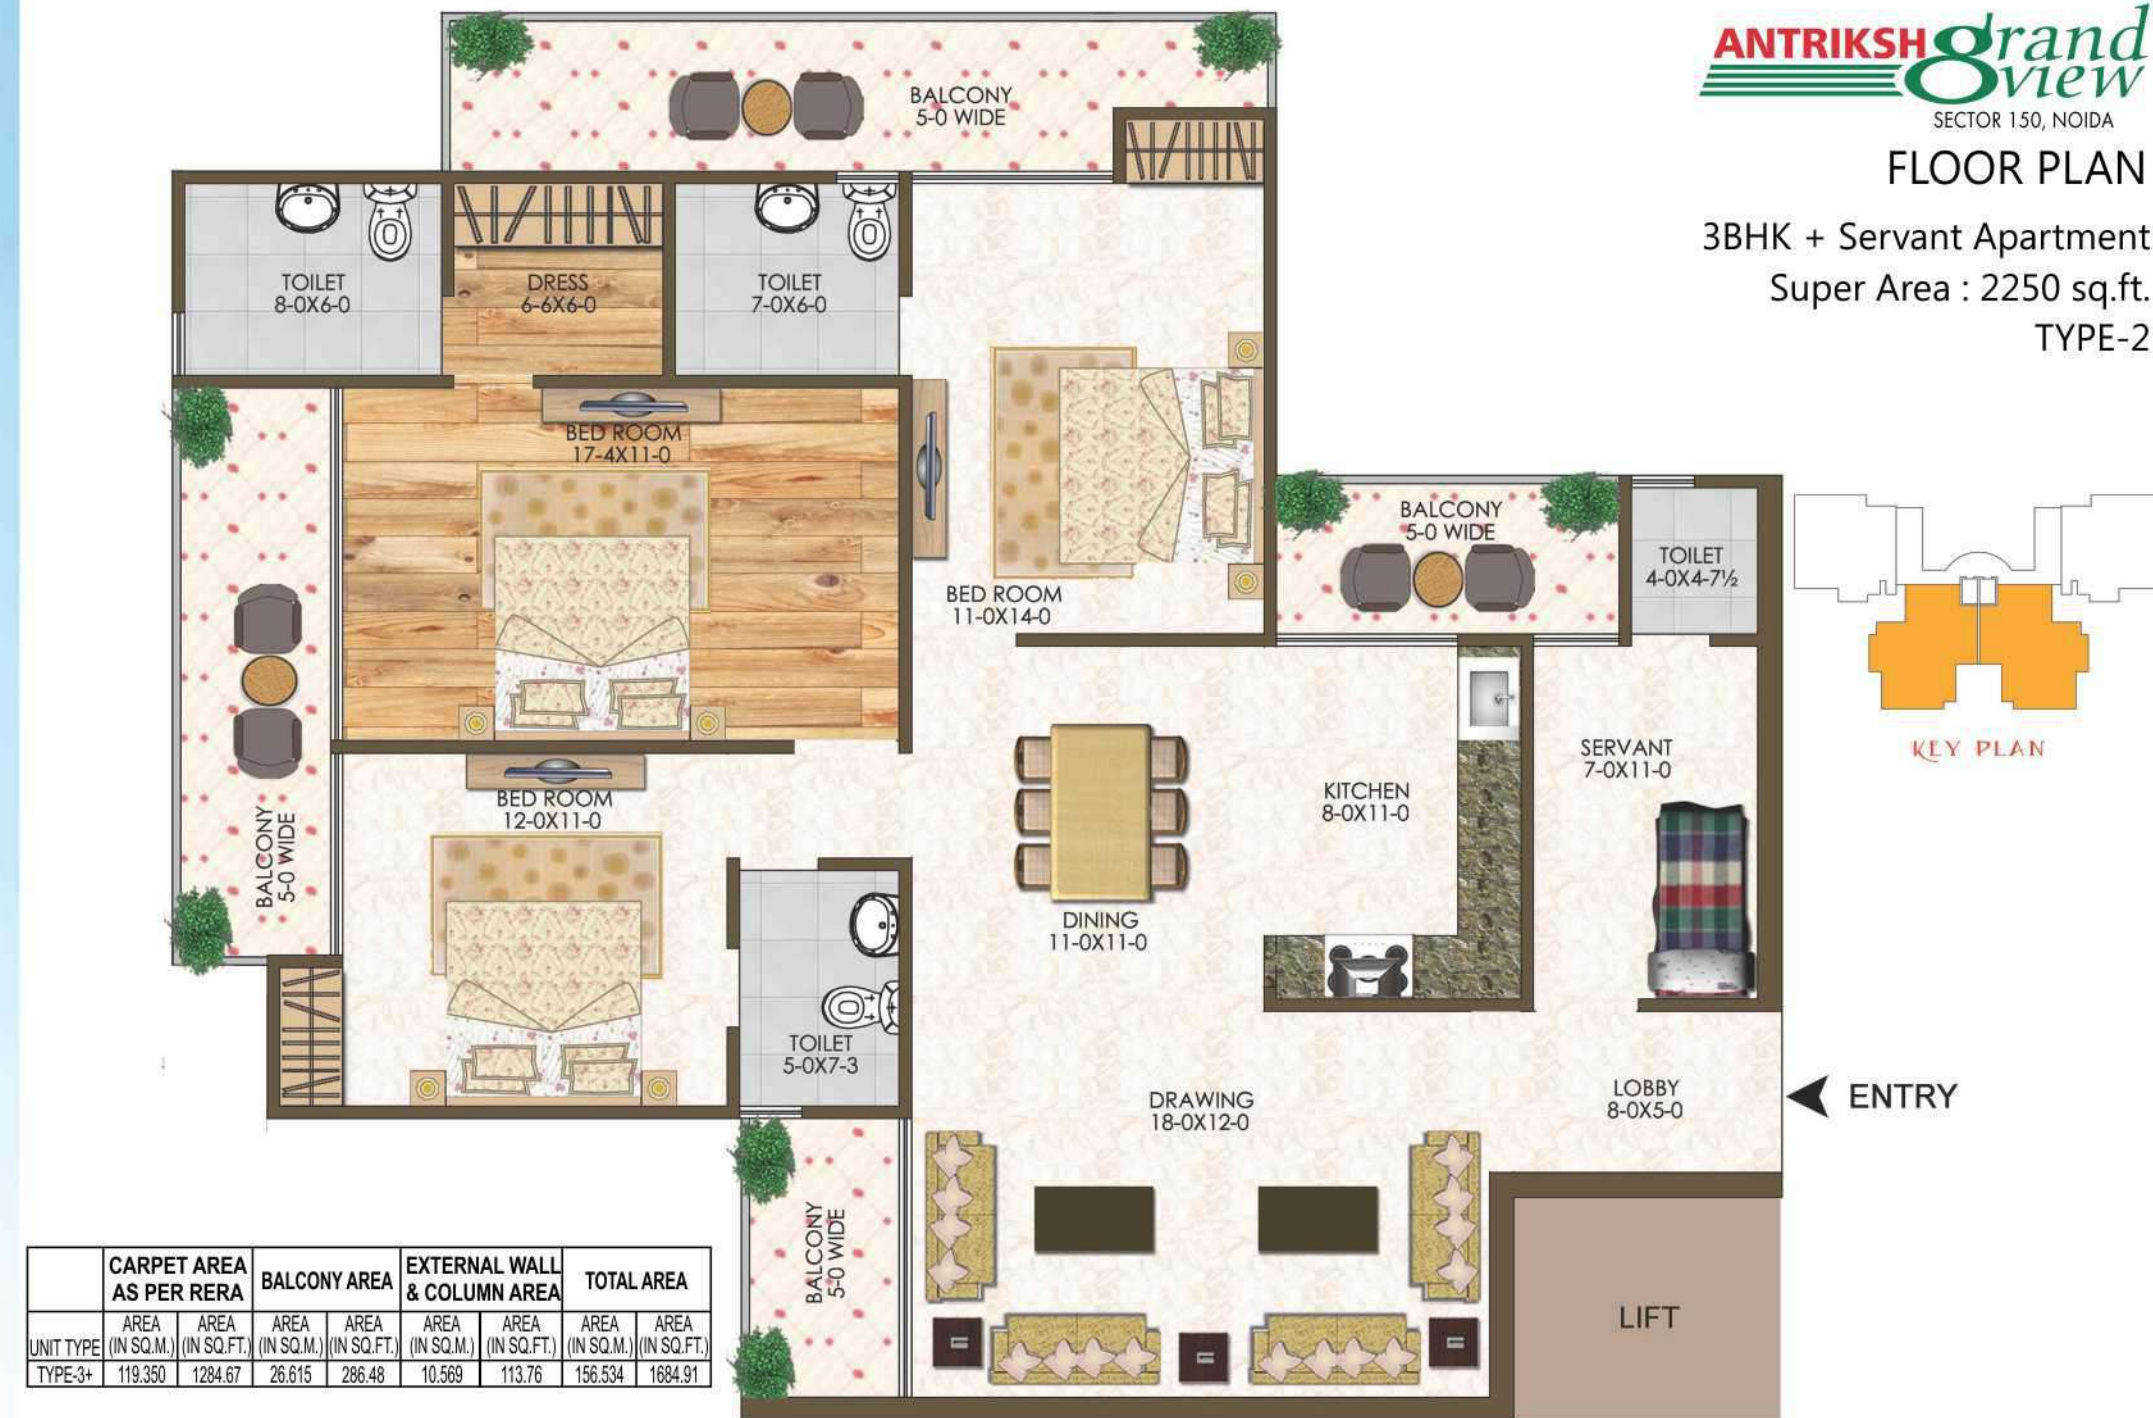 ANTRIKSH grand view
SECTOR 150, NOIDA
FLOOR PLAN
3BHK + Servant Apartment
Super Area : 2250 sq.ft.
TYPE-2
BALCONY
5-0 WIDE
TOILET
8-0X6-0
DRESS
6-6X6-0
TOILET
7-0X6-0
BED ROOM
17-4X11-0
BED ROOM
11-0X14-0
BALCONY
5-0 WIDE
TOILET
4-0X4-7½
KEY PLAN
SERVANT
7-0X11-0
KITCHEN
8-0X11-0
BED ROOM
12-0X11-0
BALCONY
5-0 WIDE
DINING
11-0X11-0
TOILET
5-0X7-3
DRAWING
18-0X12-0
LOBBY
8-0X5-0
ENTRY
BALCONY
5-0 WIDE
LIFT
CARPET AREA AS PER RERA BALCONY AREA EXTERNAL WALL & COLUMN AREA TOTAL AREA
UNIT TYPE AREA (IN SQ.M.) AREA (IN SQ.FT.) AREA (IN SQ.M.) AREA (IN SQ.FT.) AREA (IN SQ.M.) AREA (IN SQ.FT.) AREA (IN SQ.M.) AREA (IN SQ.FT.)
TYPE-3+ 119.350 1284.67 26.615 286.48 10.569 113.76 156.534 1684.91